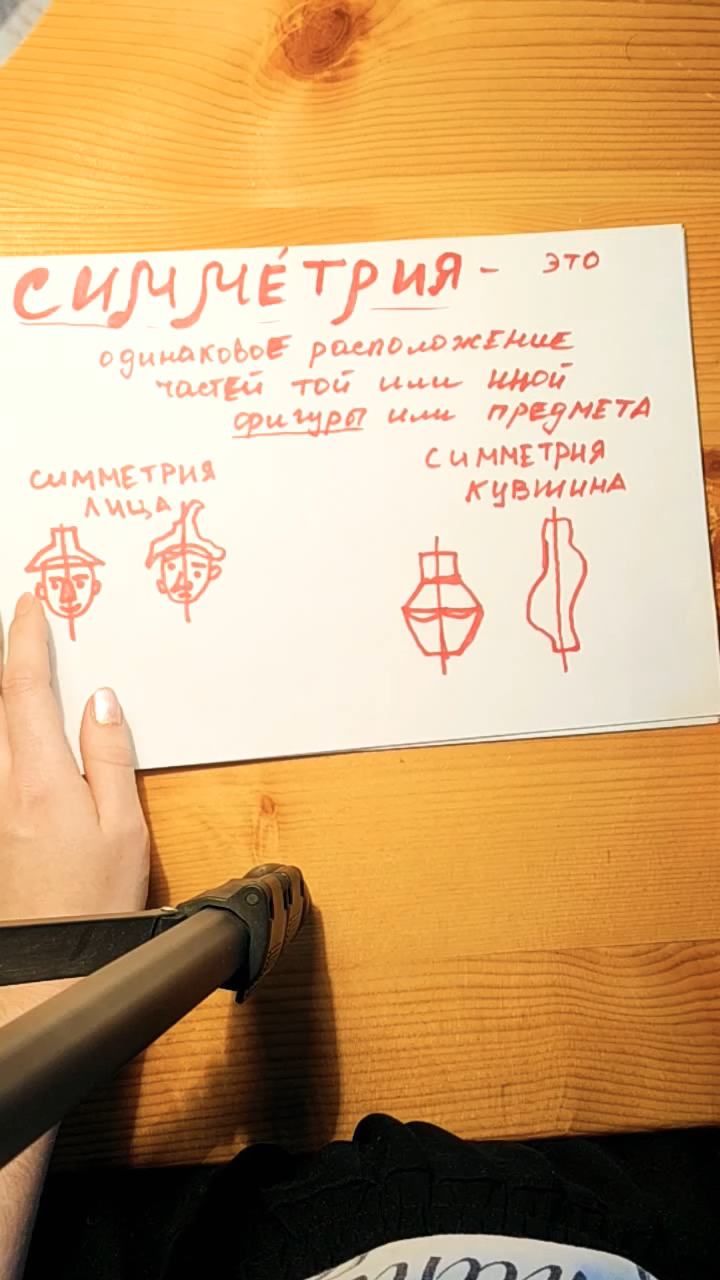 СИММЕ́ТРИЯ - ЭТО
одинаковое расположение
частей той или иной
фигуры или предмета
СИММЕТРИЯ
ЛИЦА
СИММЕТРИЯ
КУВШИНА